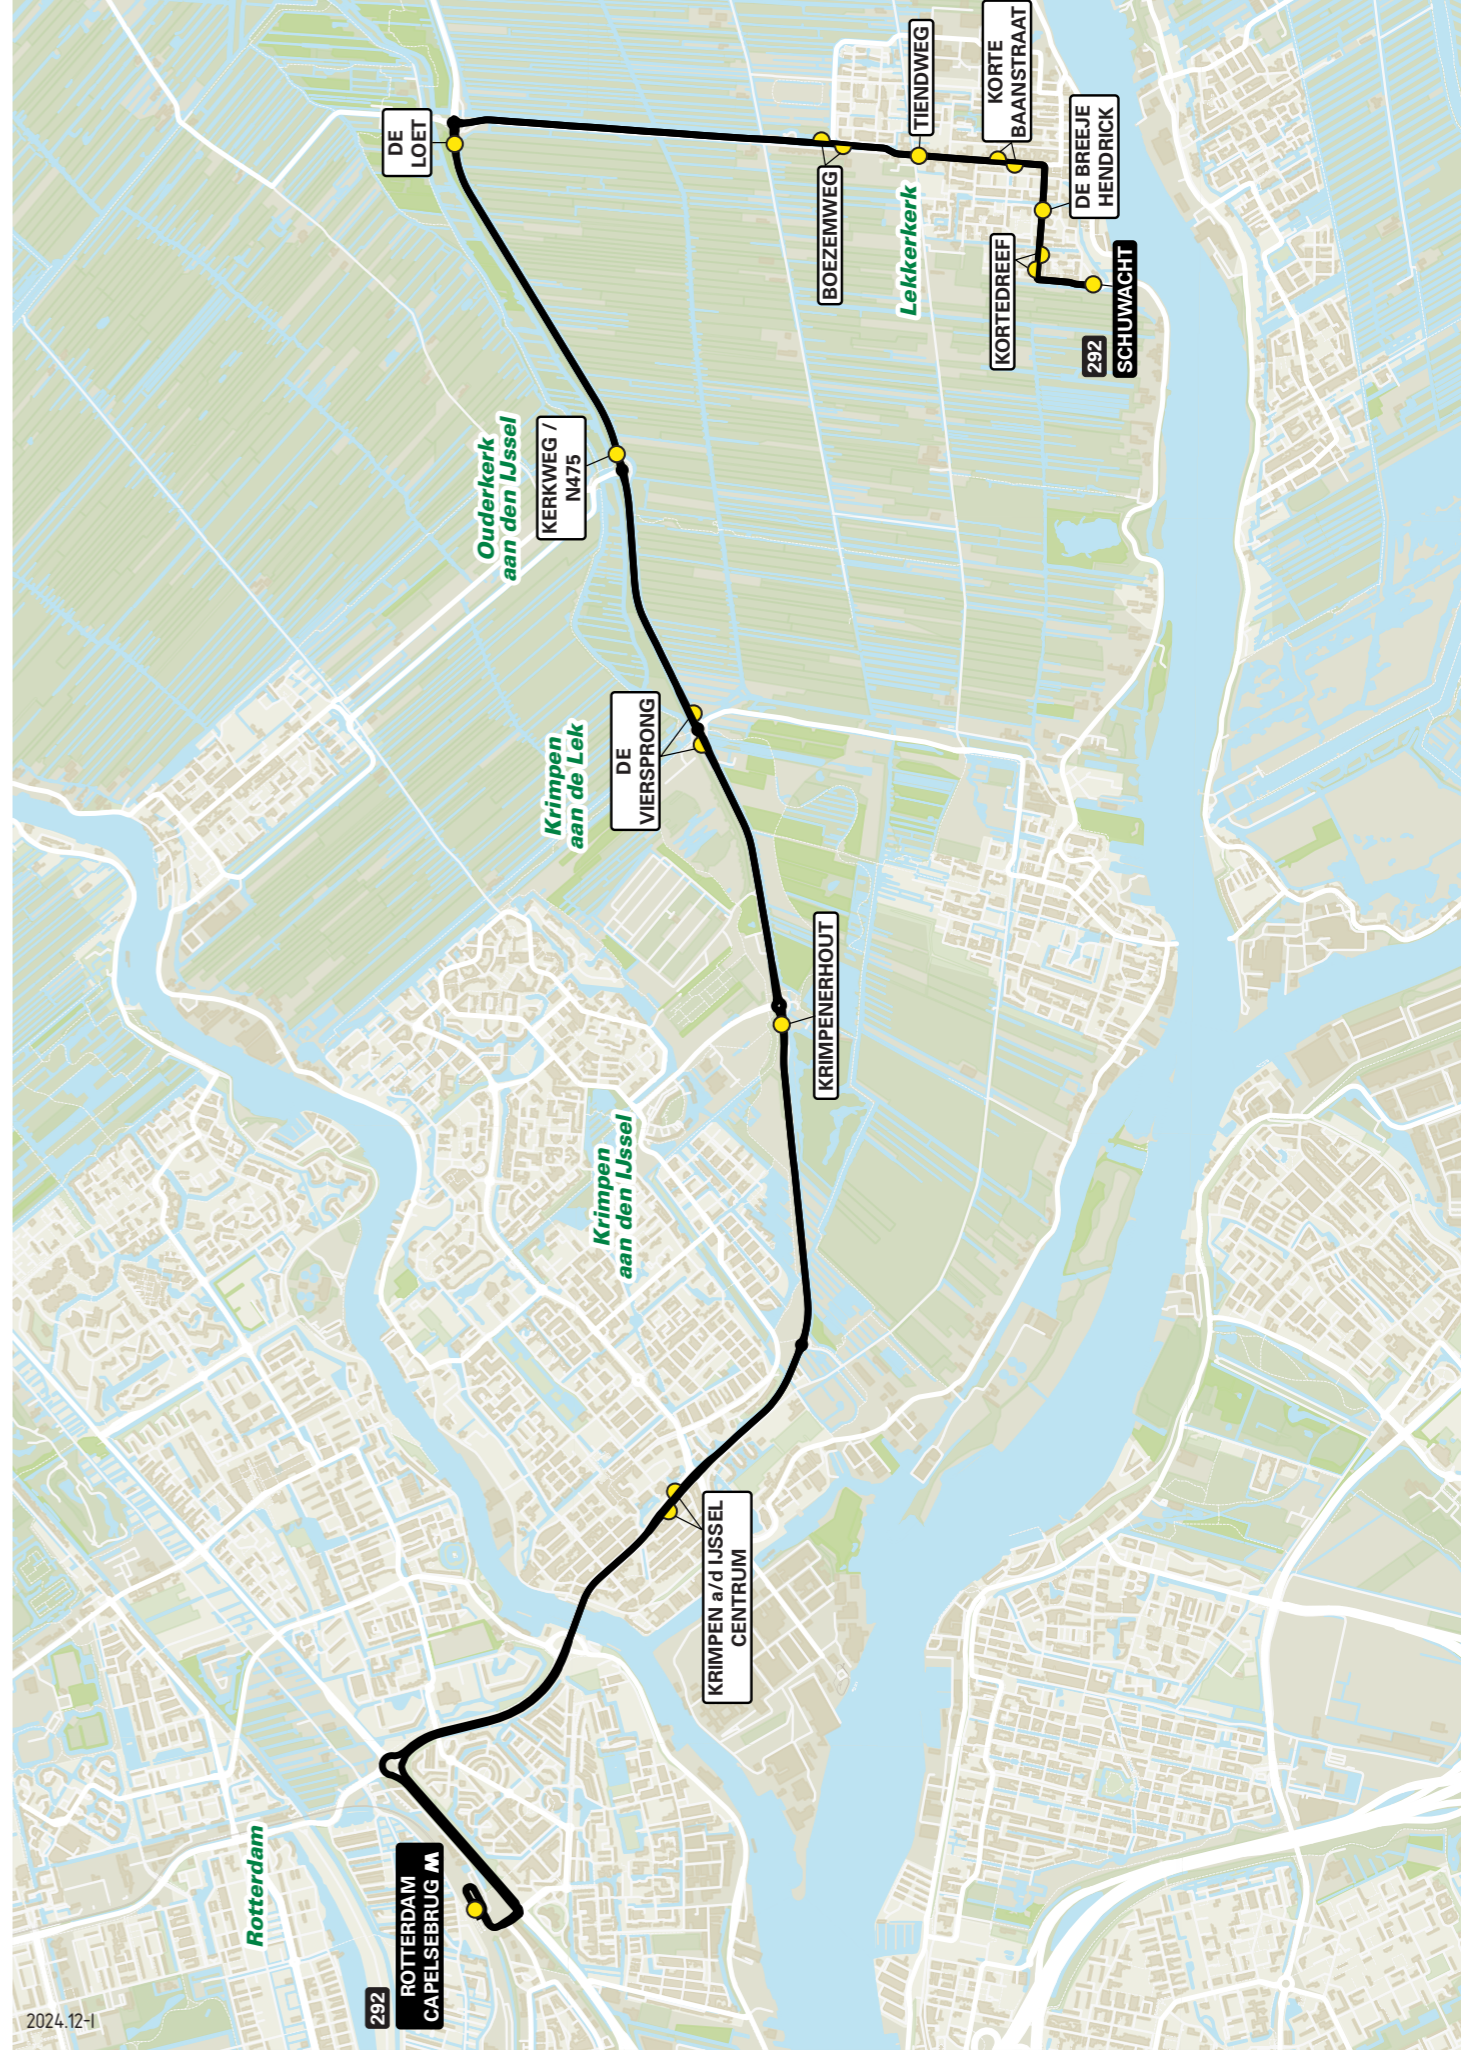 DE
LOET
BOEZEMWEG
TIENDWEG
KORTE
BAANSTRAAT
DE BREEJE
HENDRICK
Lekkerkerk
KORTEDREEF
292
SCHUWACHT
Ouderkerk
aan den IJssel
KERKWEG /
N475
Krimpen
aan de Lek
DE
VIERSPRONG
KRIMPENERHOUT
Krimpen
aan den IJssel
KRIMPEN a/d IJSSEL
CENTRUM
Rotterdam
292
ROTTERDAM
CAPELSEBRUG M
2024.12-I